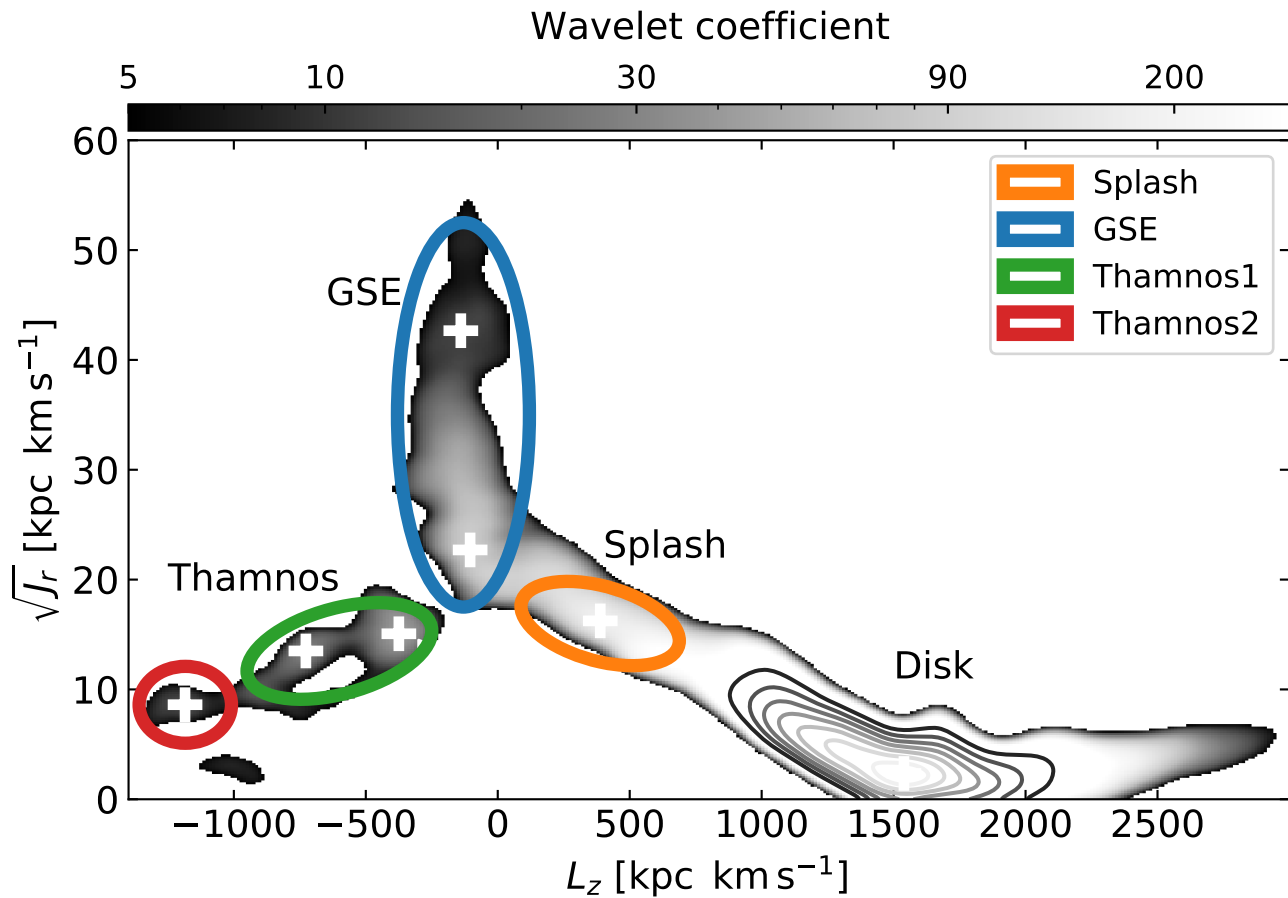 Wavelet coefficient
5 10 30 90 200
60
50
40
30
20
10
0
√J_r [kpc km s⁻¹]
Splash
GSE
Thamnos1
Thamnos2
GSE
Splash
Thamnos
Disk
−1000 −500 0 500 1000 1500 2000 2500
L_z [kpc km s⁻¹]